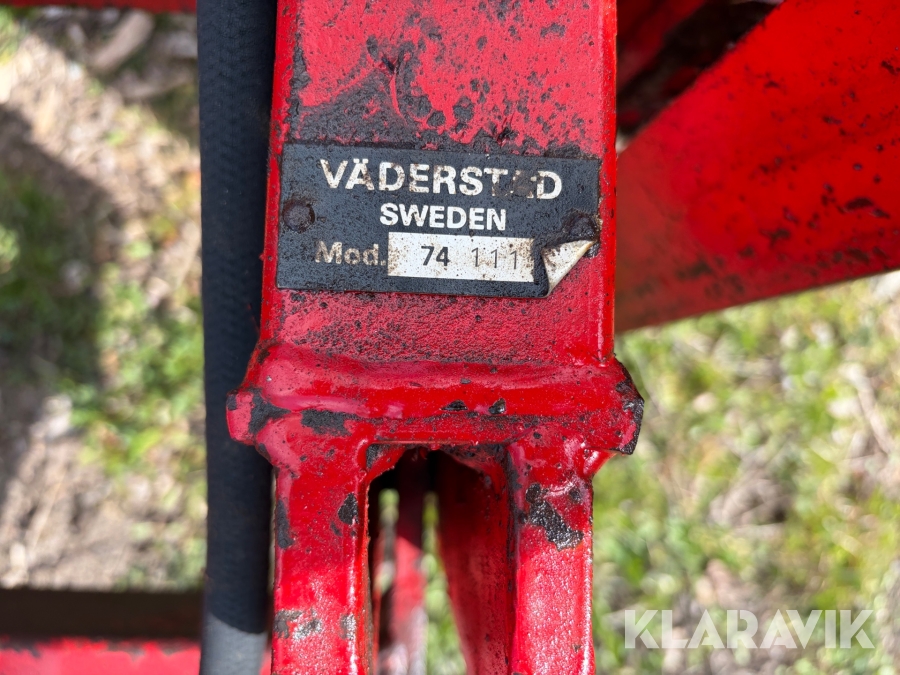 VÄDERSTAD
SWEDEN
Mod. 74 111
KLARAVIK